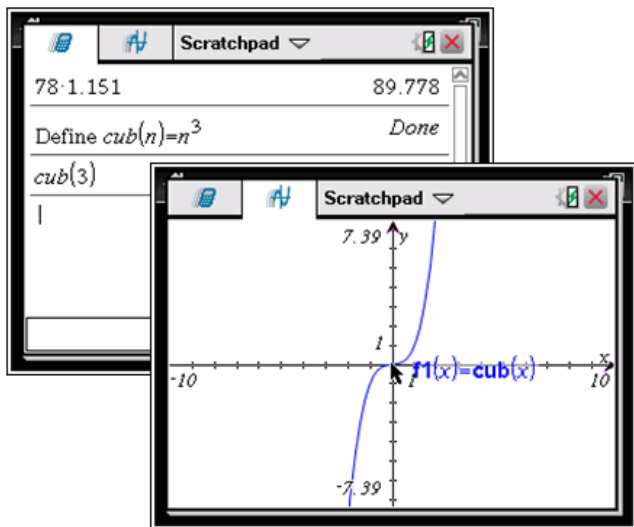 Scratchpad
78·1.151 89.778
Define cub(n)=n³ Done
cub(3)
Scratchpad
7.39 y
1
x
-10 1 f1(x)=cub(x) 10
-7.39